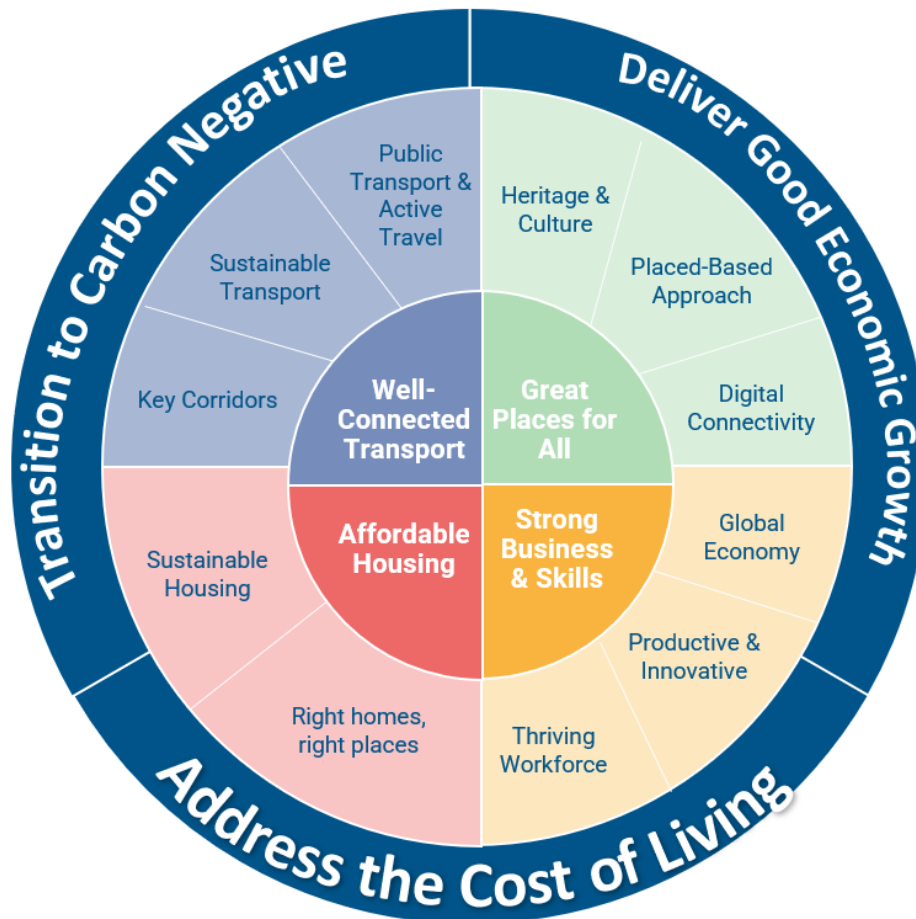 Transition to Carbon Negative
Deliver Good Economic Growth
Address the Cost of Living
Public
Transport &
Active
Travel
Sustainable
Transport
Key Corridors
Well-
Connected
Transport
Heritage &
Culture
Placed-Based
Approach
Digital
Connectivity
Great
Places for
All
Affordable
Housing
Sustainable
Housing
Right homes,
right places
Strong
Business
& Skills
Global
Economy
Productive &
Innovative
Thriving
Workforce